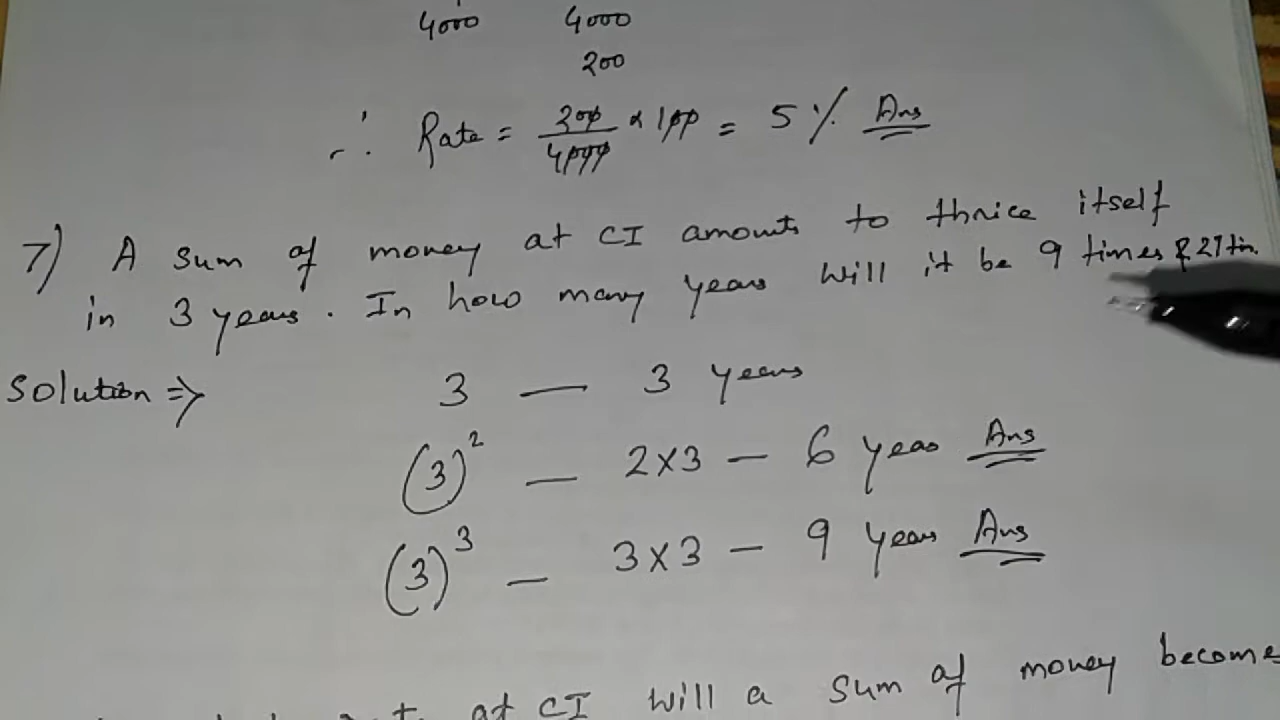 4000 4000
200
∴ Rate = 200/4000 × 100 = 5 % Ans
7) A sum of money at CI amounts to thrice itself
in 3 years. In how many years will it be 9 times & 27 tim
Solution ⇒ 3 — 3 years
(3)² — 2×3 — 6 years Ans
(3)³ — 3×3 — 9 years Ans
at CI will a sum of money become